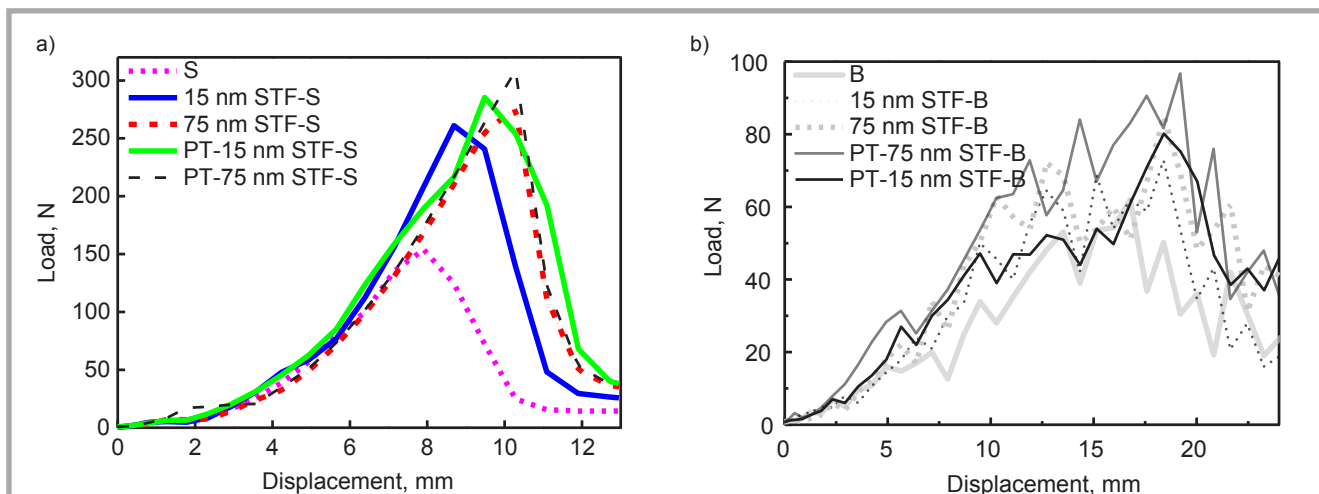 a)
300
250
200
150
100
50
0
Load, N
0 2 4 6 8 10 12
Displacement, mm
S
15 nm STF-S
75 nm STF-S
PT-15 nm STF-S
PT-75 nm STF-S
b)
100
80
60
40
20
0
Load, N
0 5 10 15 20
Displacement, mm
B
15 nm STF-B
75 nm STF-B
PT-75 nm STF-B
PT-15 nm STF-B